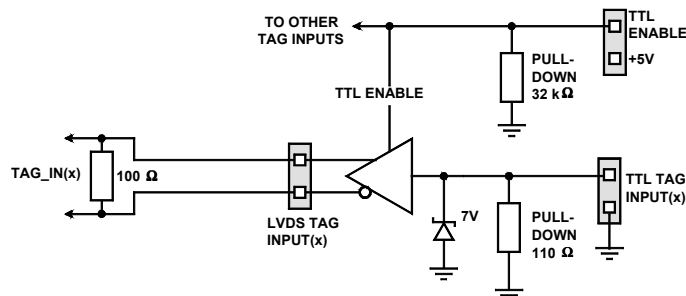 TO OTHER
TAG INPUTS
TTL
ENABLE
+5V
PULL-
DOWN
32 kΩ
TTL ENABLE
TAG_IN(x)
100 Ω
LVDS TAG
INPUT(x)
7V
PULL-
DOWN
110 Ω
TTL TAG
INPUT(x)